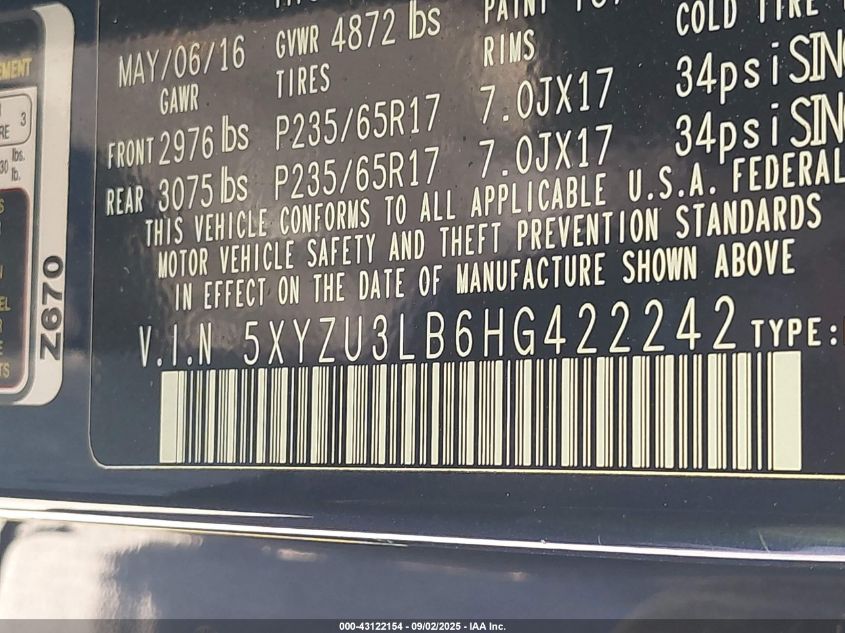 MAY/06/16 GVWR 4872 lbs PAINT
COLD TIRE
GAWR TIRES RIMS
FRONT 2976 lbs P235/65R17 7.0JX17 34psi
REAR 3075 lbs P235/65R17 7.0JX17 34psi
THIS VEHICLE CONFORMS TO ALL APPLICABLE U.S.A. FEDERAL
MOTOR VEHICLE SAFETY AND THEFT PREVENTION STANDARDS
IN EFFECT ON THE DATE OF MANUFACTURE SHOWN ABOVE
V.I.N 5XYZU3LB6HG422242 TYPE:
Z670
3
lbs.
lb.
000-43122154 - 09/02/2025 - IAA Inc.